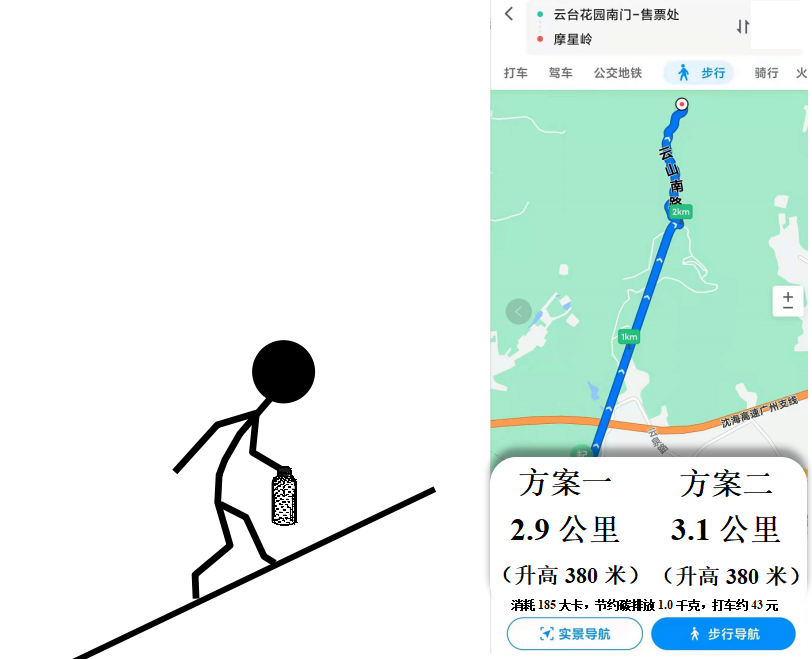 云台花园南门-售票处
摩星岭
打车 驾车 公交地铁 步行 骑行 火
云山南路
2km
1km
沈海高速广州支线
起
方案一 方案二
2.9 公里 3.1 公里
（升高 380 米） （升高 380 米）
消耗 185 大卡，节约碳排放 1.0 千克，打车约 43 元
实景导航 步行导航